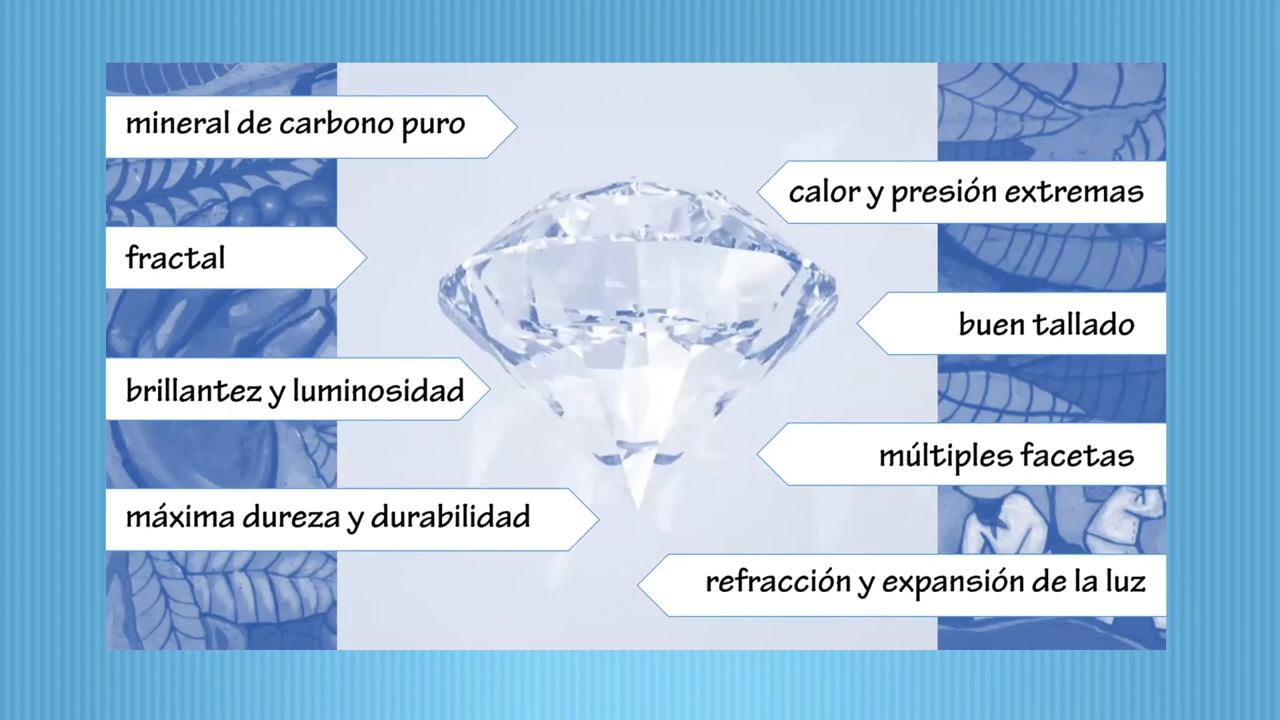 mineral de carbono puro
calor y presión extremas
fractal
buen tallado
brillantez y luminosidad
múltiples facetas
máxima dureza y durabilidad
refracción y expansión de la luz